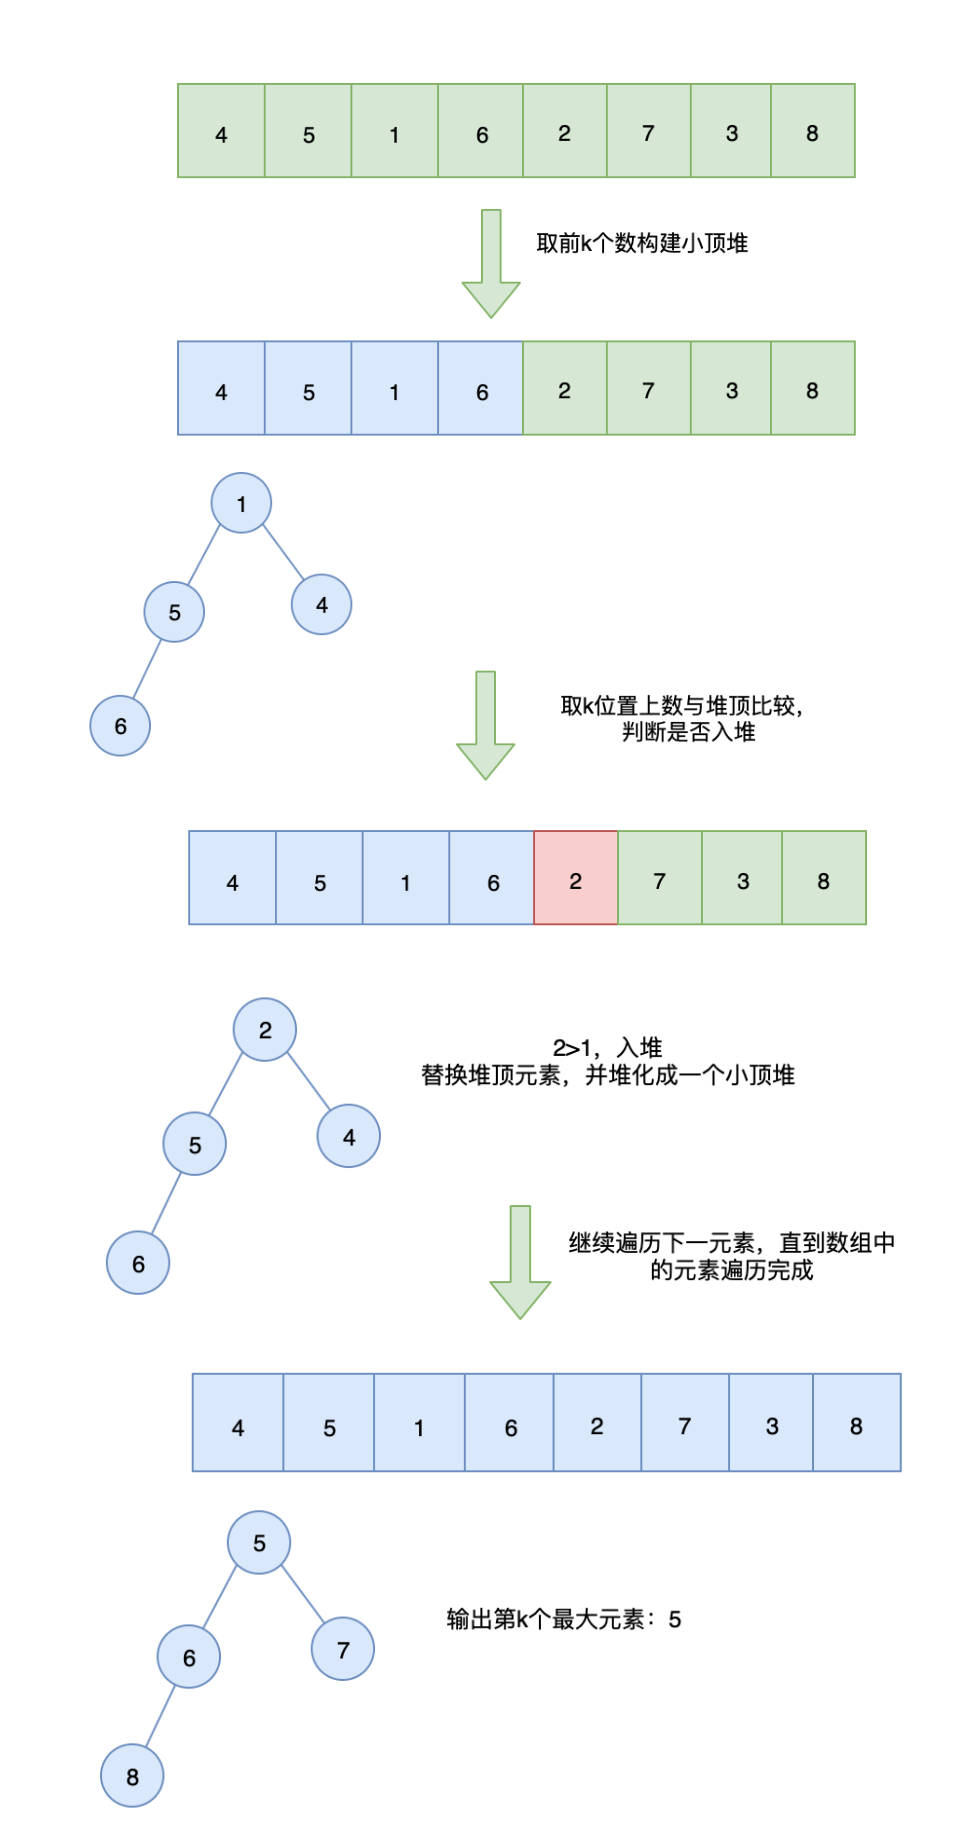 4 5 1 6 2 7 3 8
取前k个数构建小顶堆
4 5 1 6 2 7 3 8
1
5 4
6
取k位置上数与堆顶比较，
判断是否入堆
4 5 1 6 2 7 3 8
2
2>1，入堆
替换堆顶元素，并堆化成一个小顶堆
5 4
6
继续遍历下一元素，直到数组中
的元素遍历完成
4 5 1 6 2 7 3 8
5
输出第k个最大元素：5
6 7
8